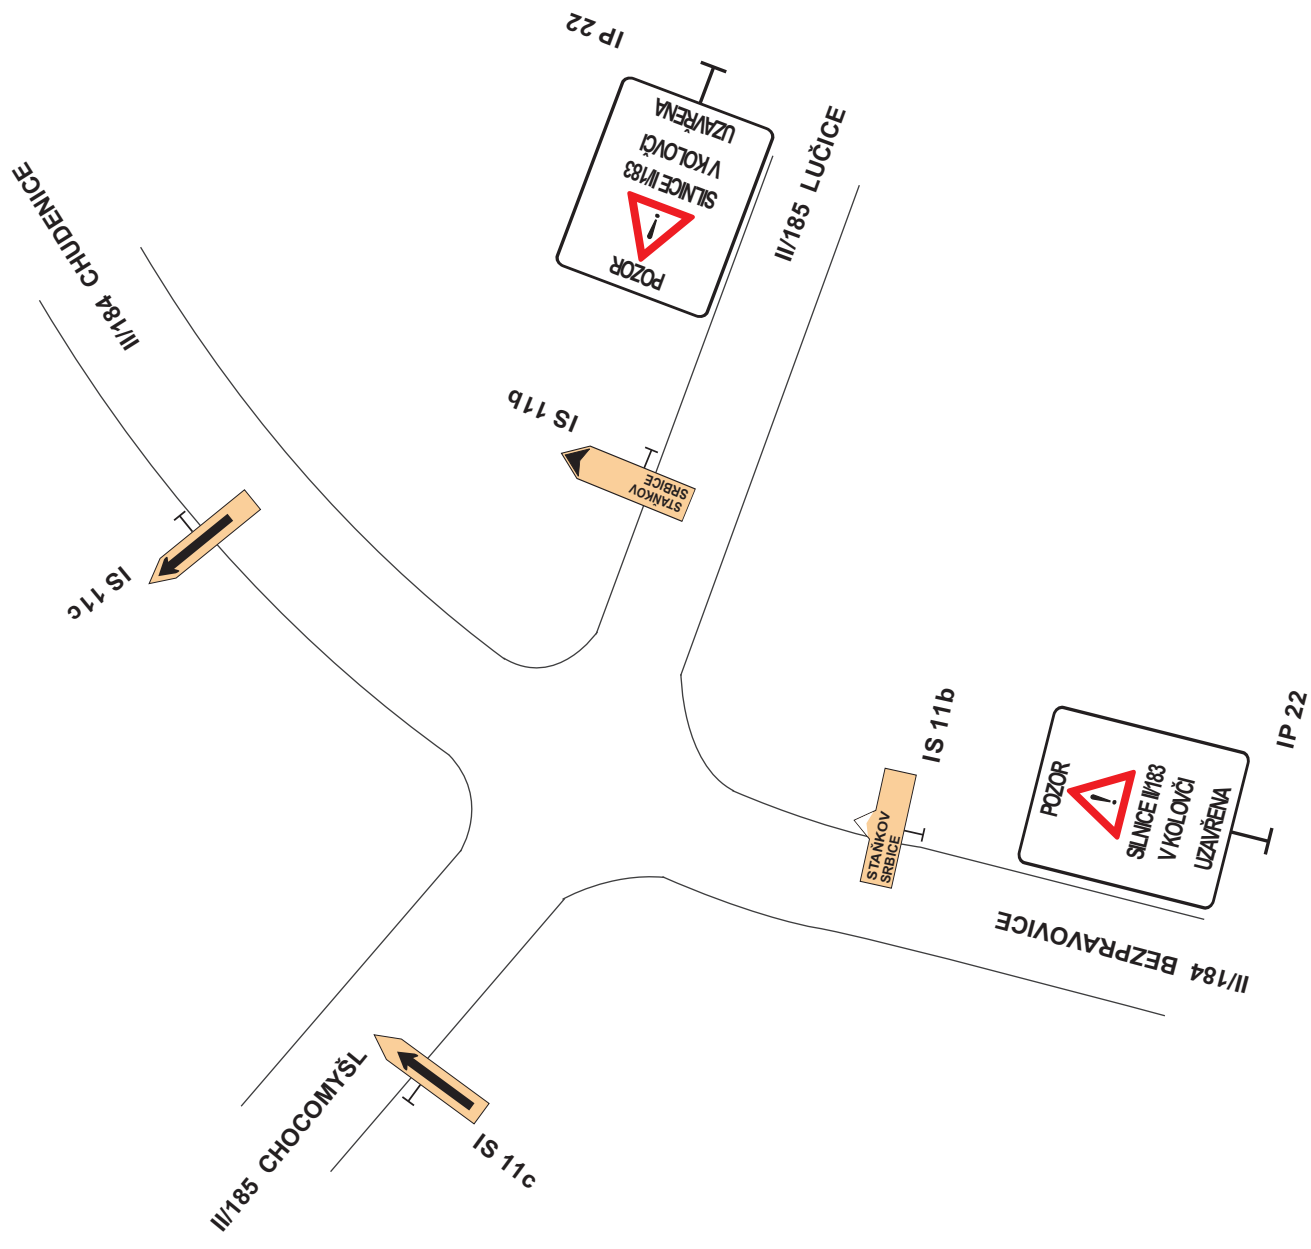 IP 22
POZOR
SILNICE II/183
V KOLOVČI
UZAVŘENA
II/185 LUČICE
II/184 CHUDENICE
IS 11b
STAŇKOV
SRBICE
IS 11c
IS 11b
STAŇKOV
SRBICE
POZOR
SILNICE II/183
V KOLOVČI
UZAVŘENA
IP 22
II/184 BEZPRAVOVICE
II/185 CHOCOMYŠL
IS 11c